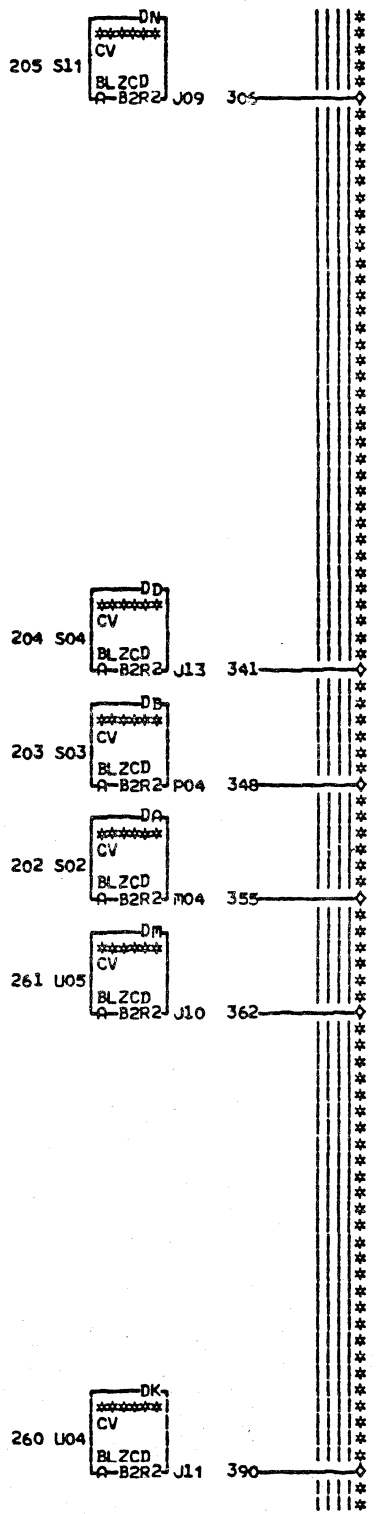 DN
******
CV
205 S11
BLZCD
A-B2R2 J09
DD
******
CV
204 S04
BLZCD
A-B2R2 J13 341
DB
******
CV
203 S03
BLZCD
A-B2R2 P04 348
DA
******
CV
202 S02
BLZCD
A-B2R2 M04 355
DM
******
CV
261 U05
BLZCD
A-B2R2 J10 362
DK
******
CV
260 U04
BLZCD
A-B2R2 J11 390